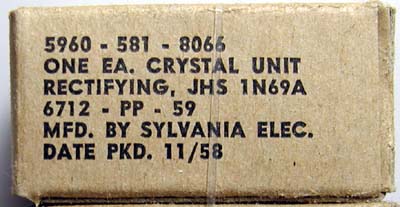 5960 - 581 - 8066
ONE EA. CRYSTAL UNIT
RECTIFYING, JHS 1N69A
6712 - PP - 59
MFD. BY SYLVANIA ELEC.
DATE PKD. 11/58